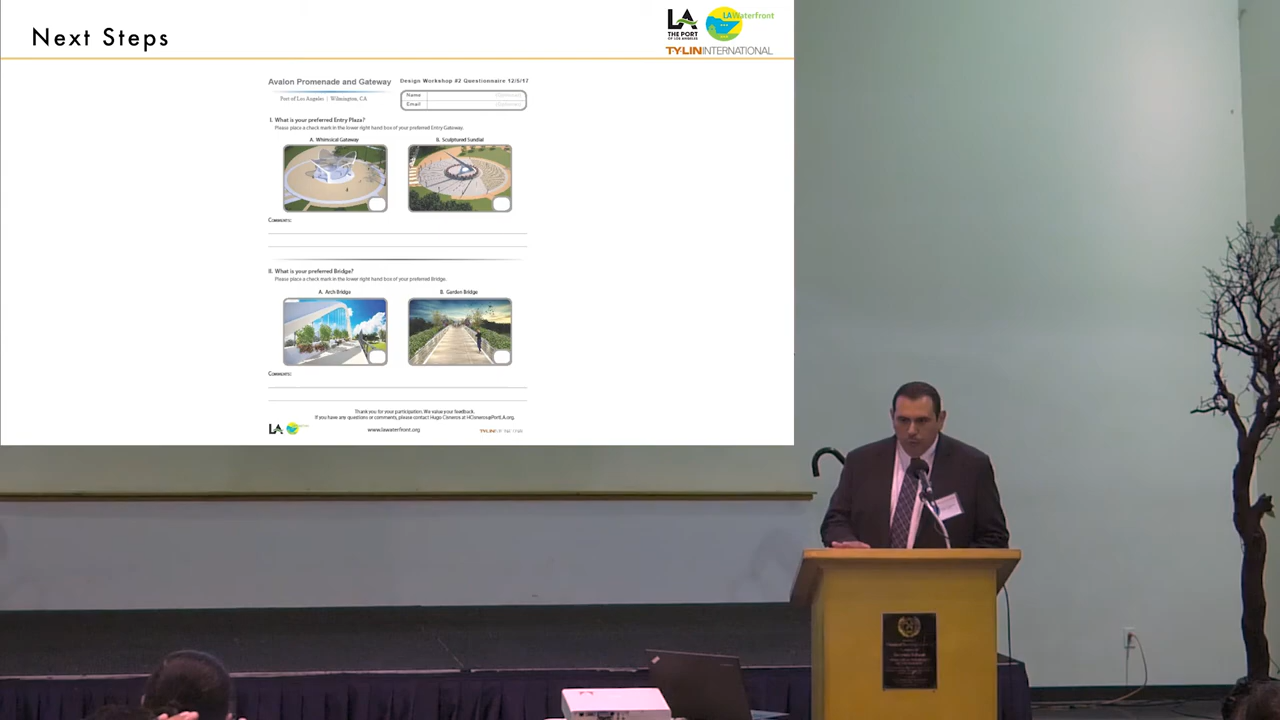 Next Steps
LA
THE PORT
OF LOS ANGELES
LA Waterfront
TYLININTERNATIONAL
Avalon Promenade and Gateway
Port of Los Angeles | Wilmington, CA
Design Workshop #2 Questionnaire 12/5/17
Name (Optional)
Email (Optional)
I. What is your preferred Entry Plaza?
Please place a check mark in the lower right hand box of your preferred Entry Gateway.
A. Whimsical Gateway
B. Sculptured Sundial
Comments:
II. What is your preferred Bridge?
Please place a check mark in the lower right hand box of your preferred Bridge.
A. Arch Bridge
B. Garden Bridge
Comments:
Thank you for your participation. We value your feedback.
If you have any questions or comments, please contact Hugo Cisneros at HCisneros@PortLA.org.
LA
www.lawaterfront.org